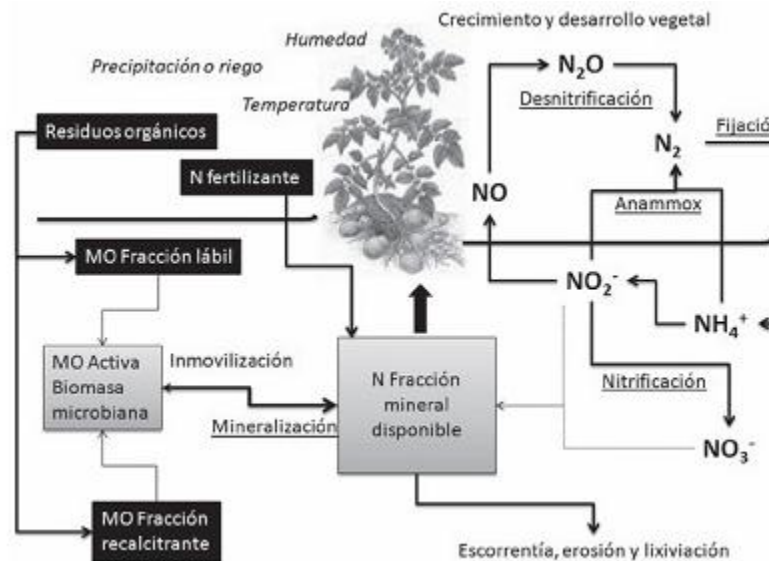 Crecimiento y desarrollo vegetal
Humedad
Precipitación o riego
N₂O
Desnitrificación
Temperatura
Residuos orgánicos
N₂
Fijació
N fertilizante
NO
Anammox
MO Fracción lábil
NO₂⁻
NH₄⁺
MO Activa
Biomasa
microbiana
Inmovilización
Mineralización
N Fracción
mineral
disponible
Nitrificación
NO₃⁻
MO Fracción
recalcitrante
Escorrentía, erosión y lixiviación